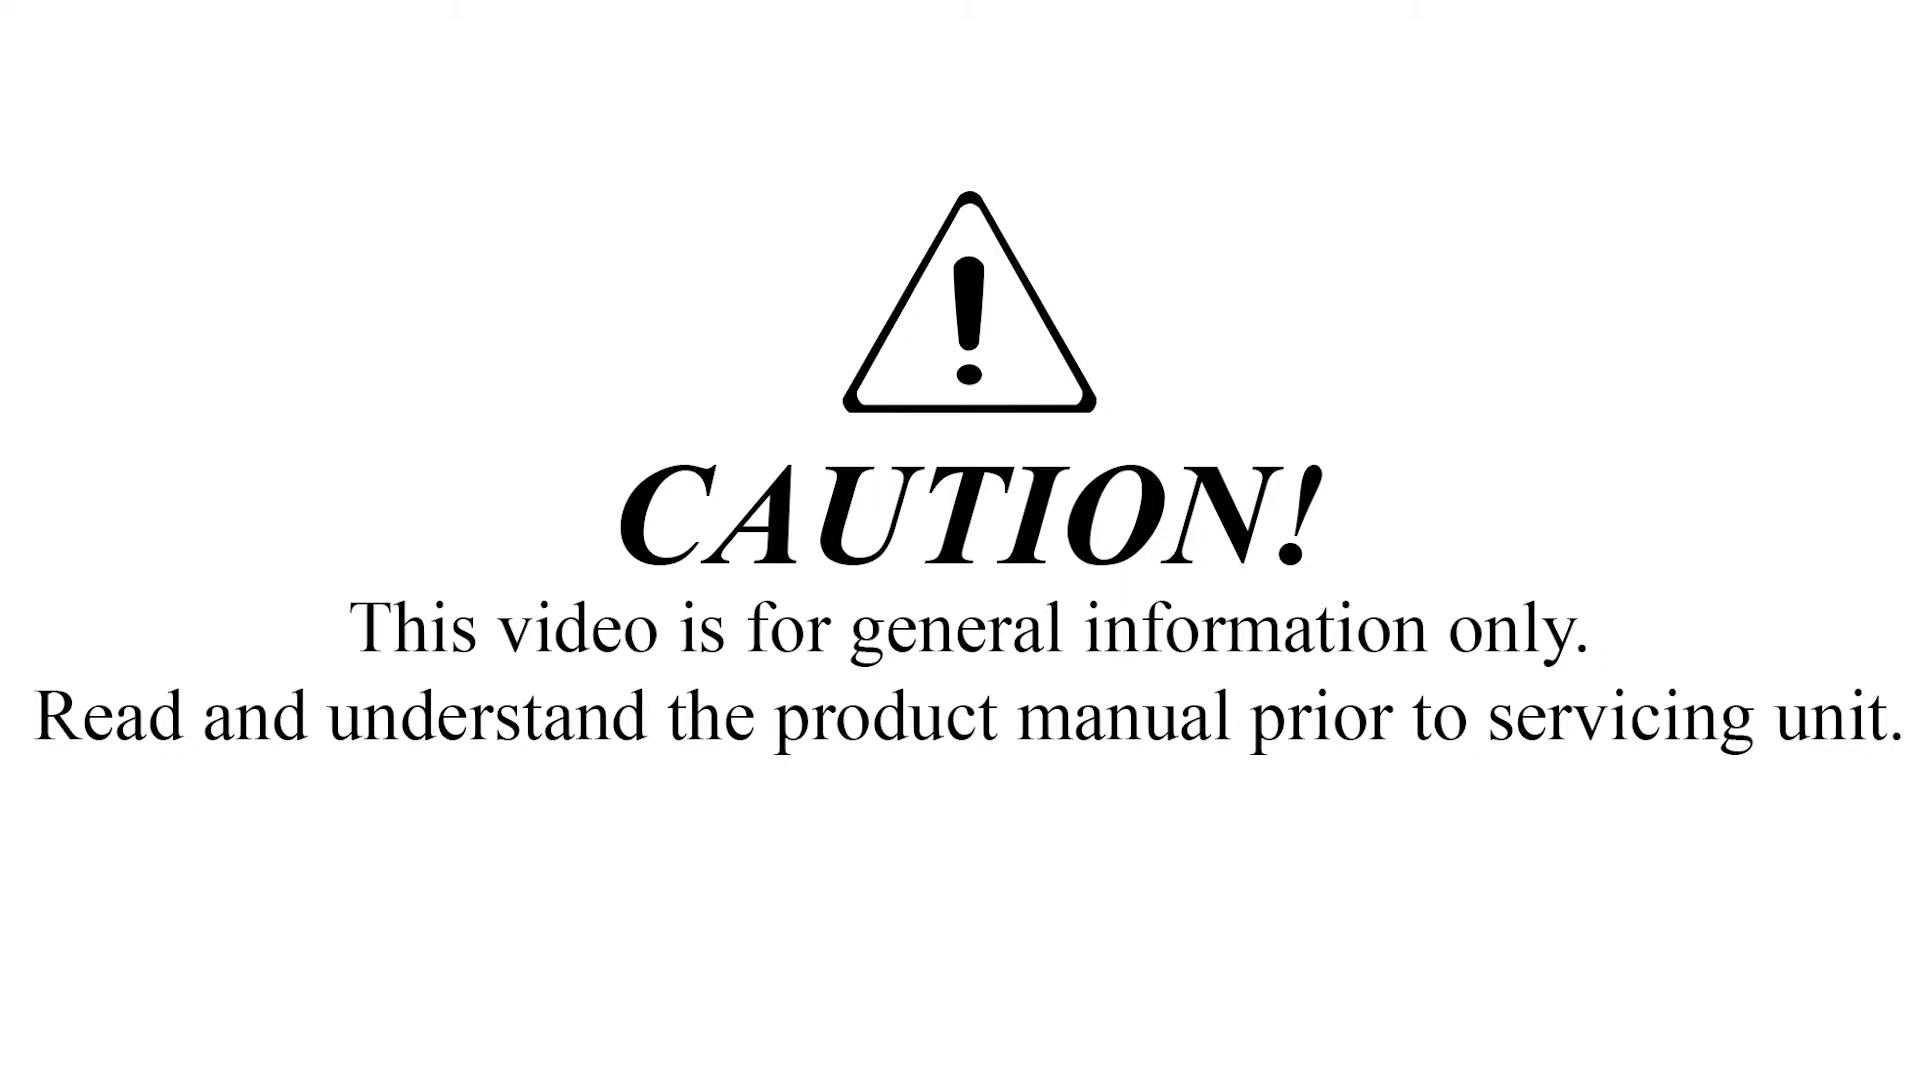 CAUTION!
This video is for general information only.
Read and understand the product manual prior to servicing unit.